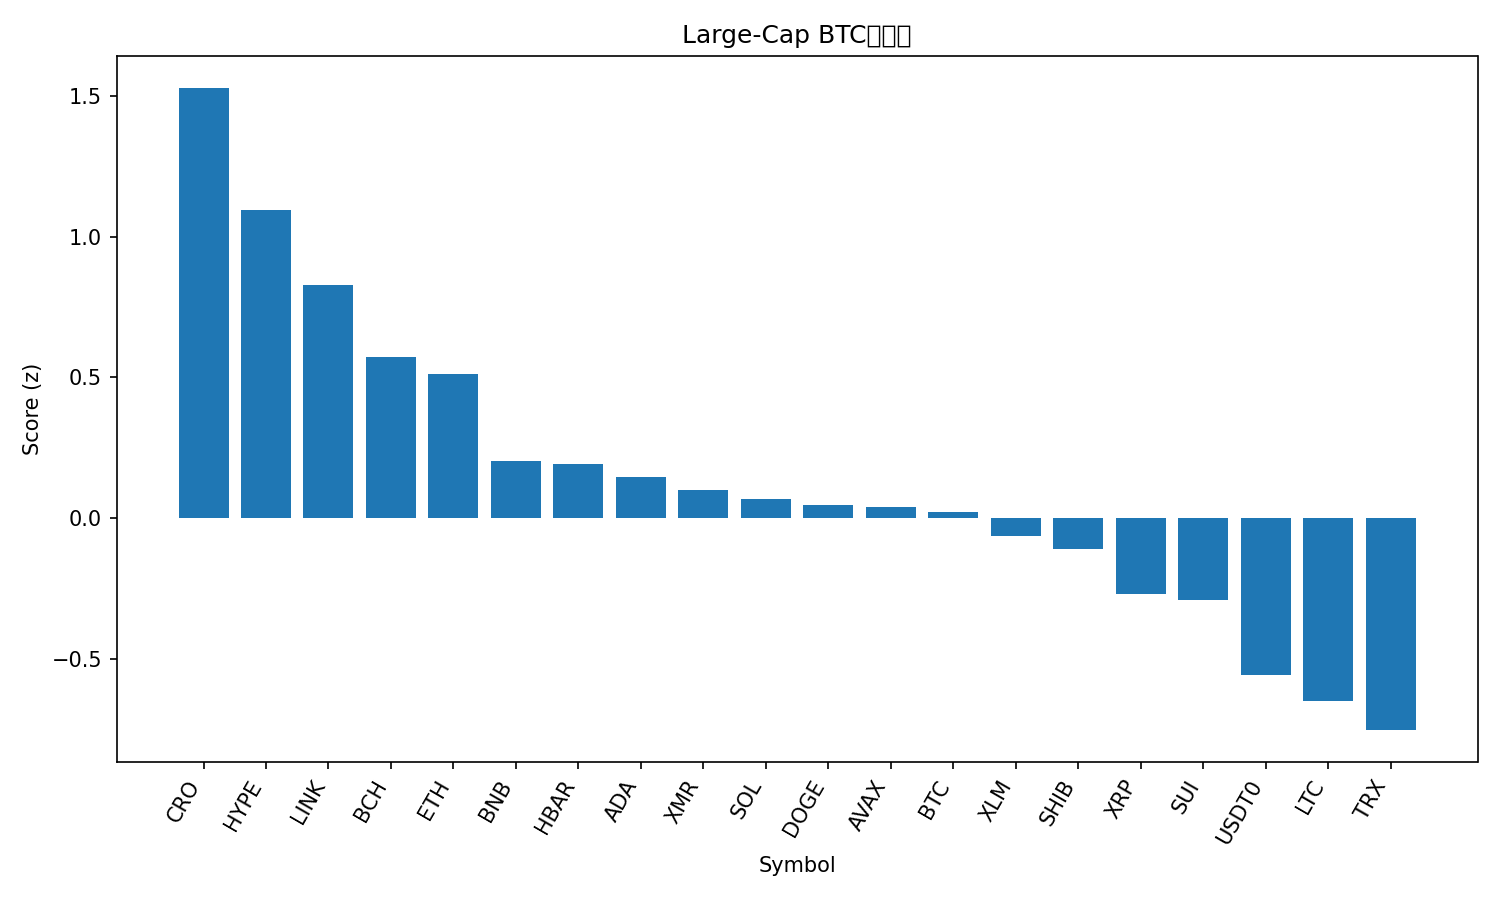 Large-Cap BTC
Score (z)
1.5
1.0
0.5
0.0
−0.5
CRO
HYPE
LINK
BCH
ETH
BNB
HBAR
ADA
XMR
SOL
DOGE
AVAX
BTC
XLM
SHIB
XRP
SUI
USDT0
LTC
TRX
Symbol